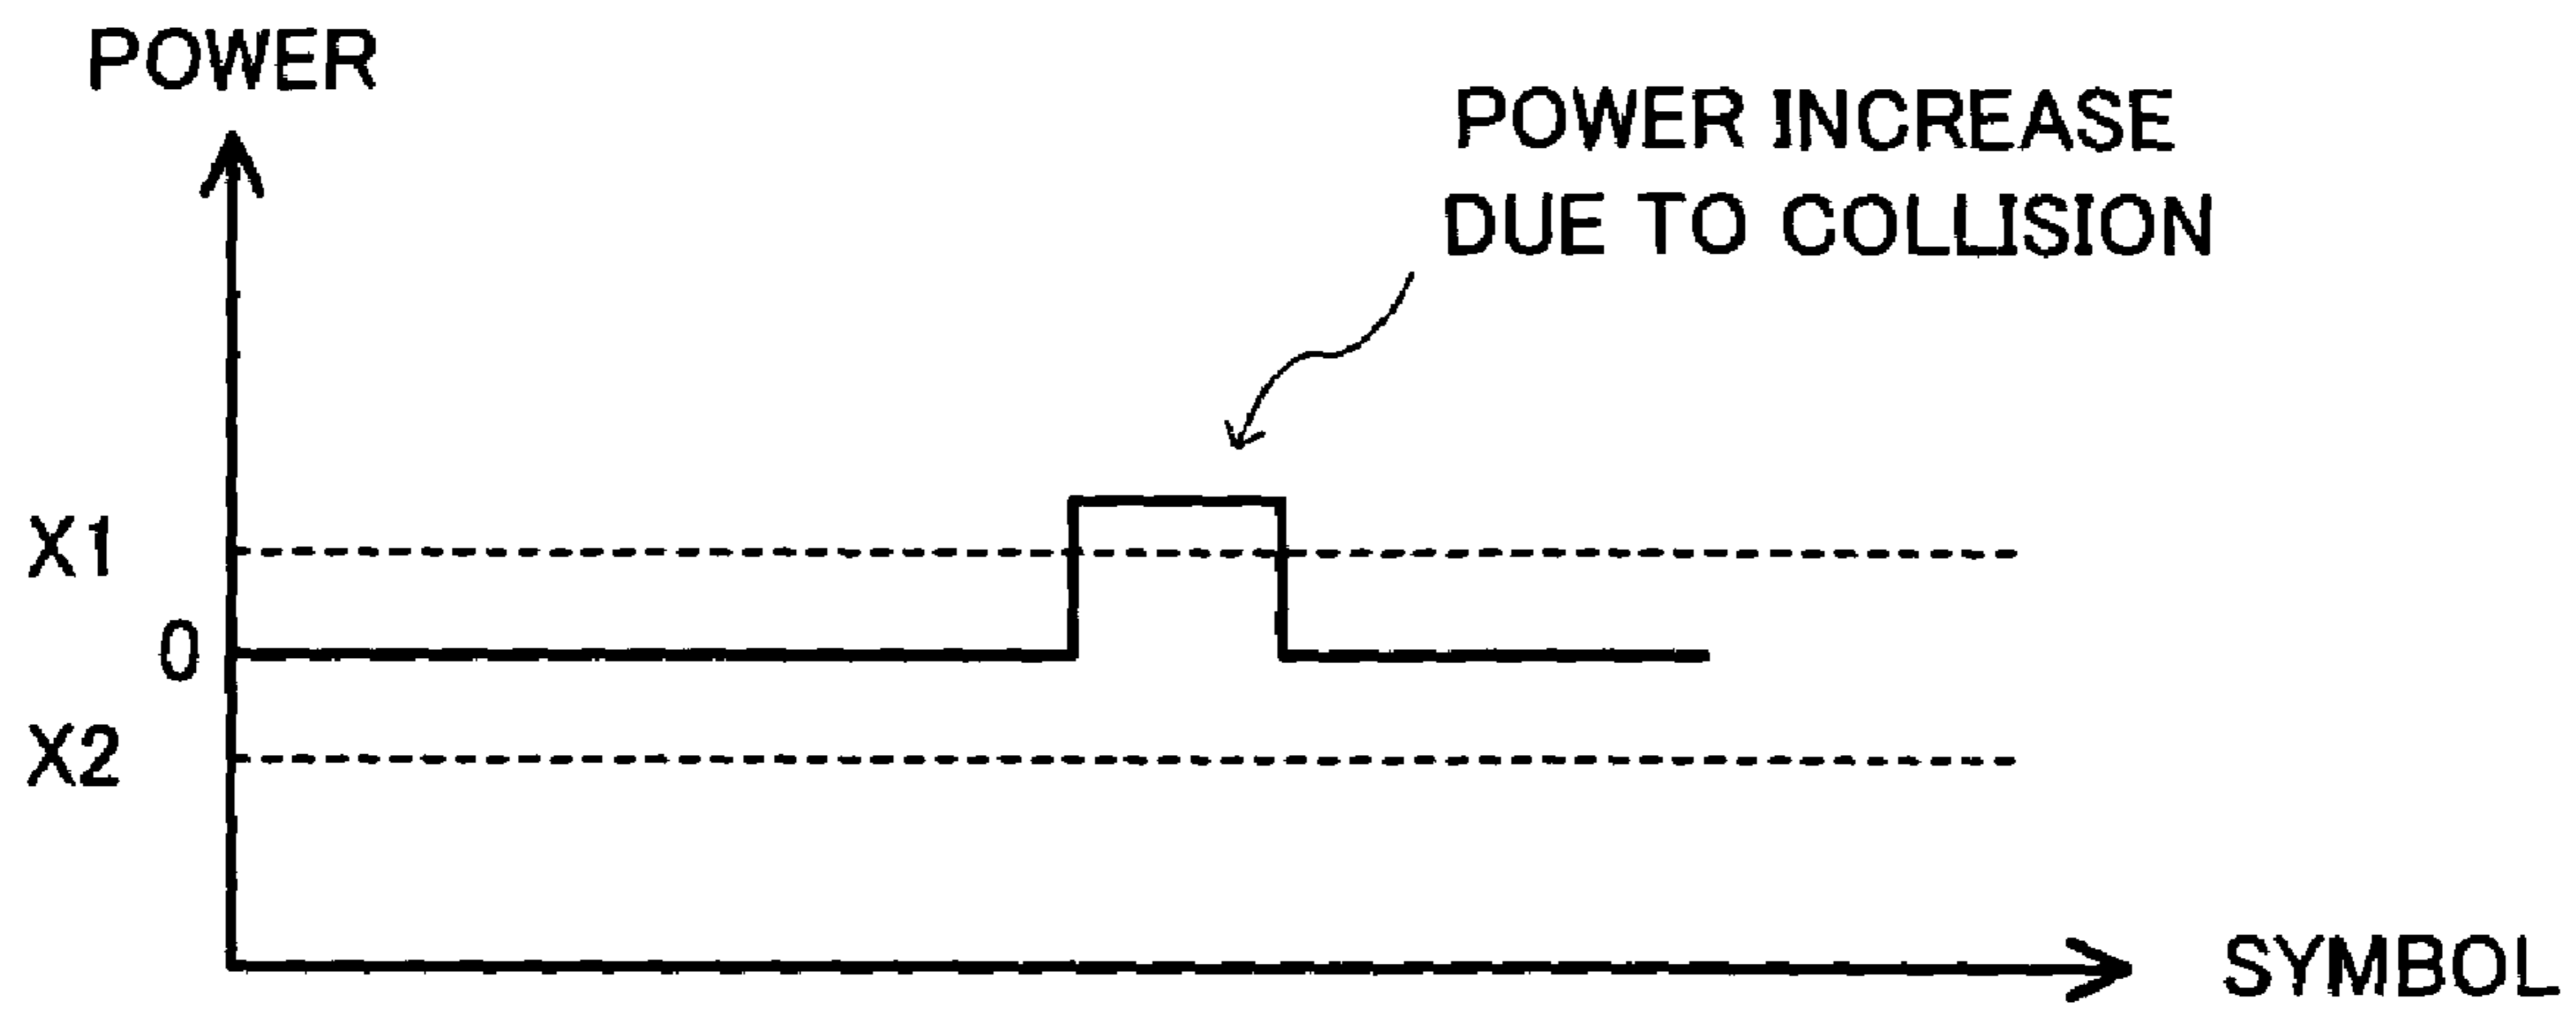 POWER
POWER INCREASE
DUE TO COLLISION
X1
0
X2
SYMBOL